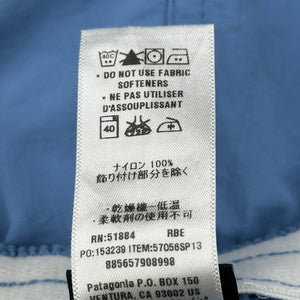 40C
• DO NOT USE FABRIC
SOFTENERS
• NE PAS UTILISER
D'ASSOUPLISSANT
40
ナイロン 100%
飾り付け部分を除く
・乾燥機ー低温
・柔軟剤の使用不可
RN:51884 RBE
PO:153239 ITEM:57056SP13
885657908998
Patagonia P.O. BOX 150
VENTURA, CA 93002 US